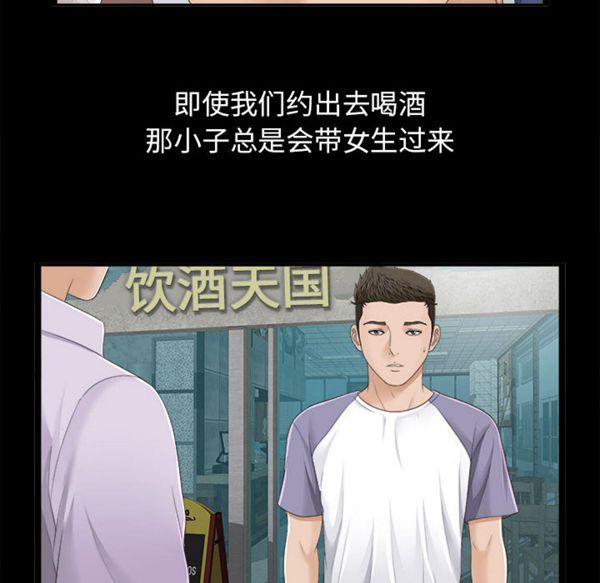 即使我们约出去喝酒
那小子总是会带女生过来
饮酒天国